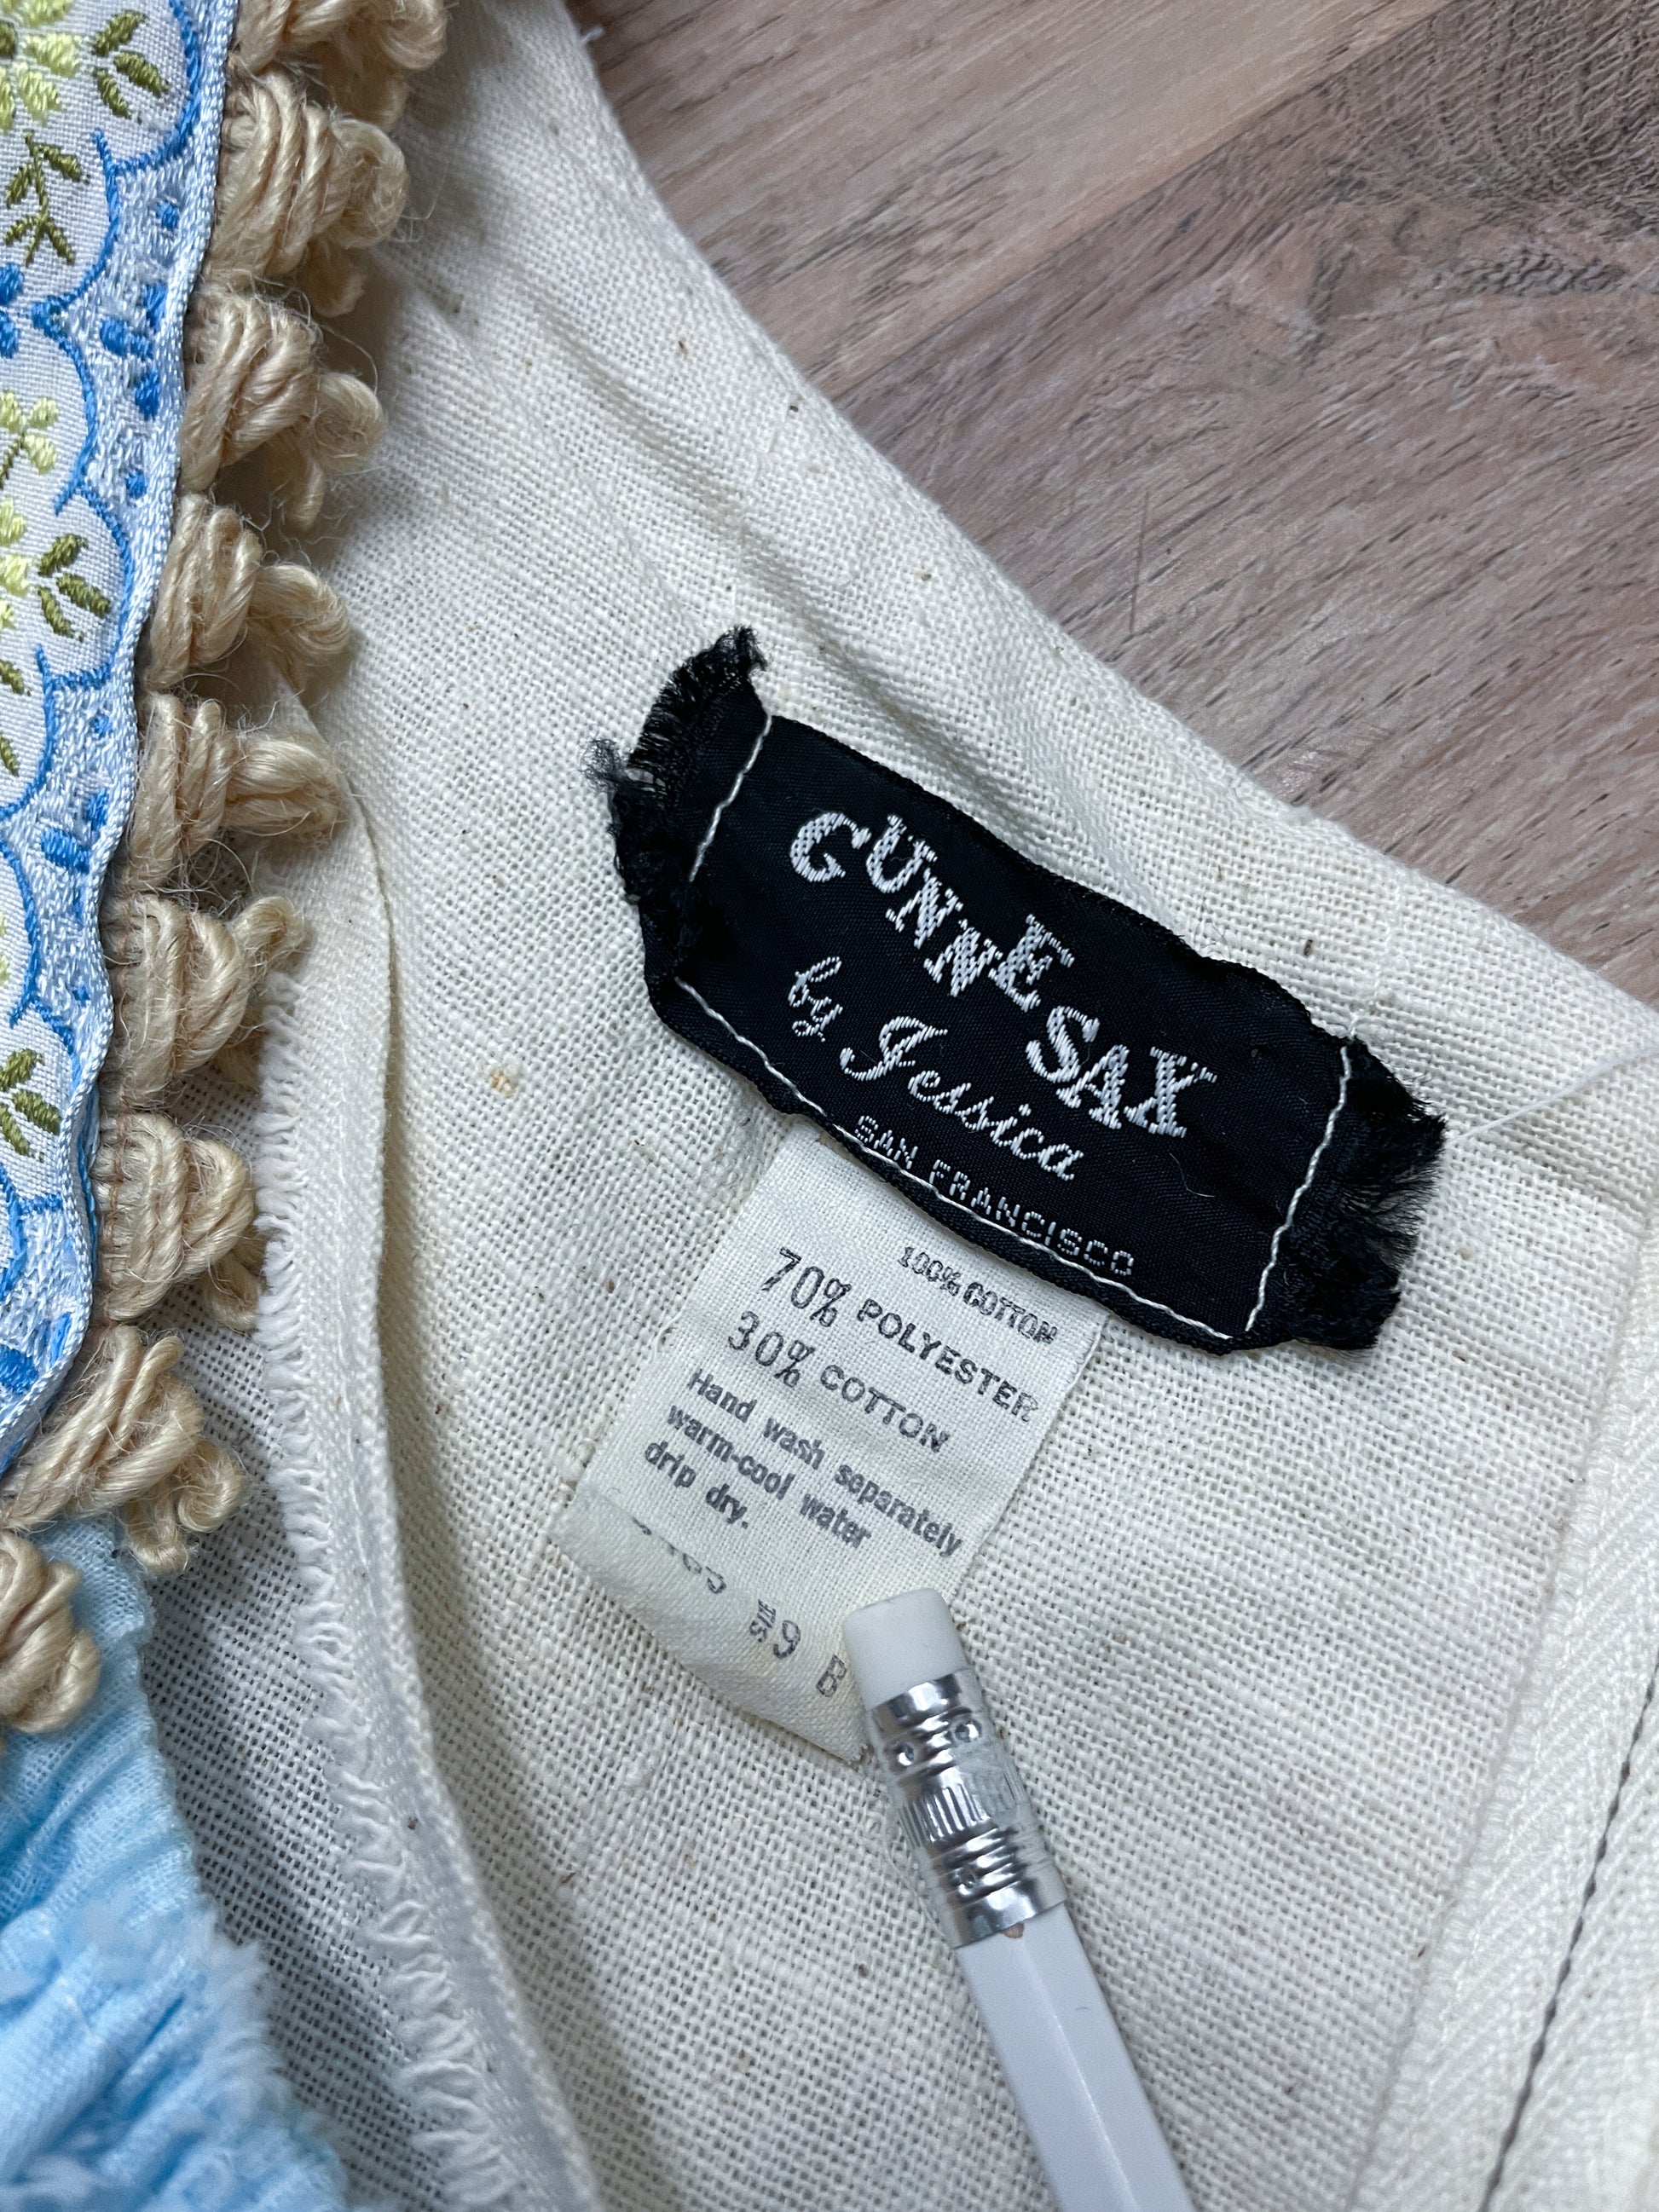 GUNNE SAX
by Jessica
SAN FRANCISCO
100% COTTON
70% POLYESTER
30% COTTON
Hand wash separately
warm-cool water
drip dry.
SIZE 9 B